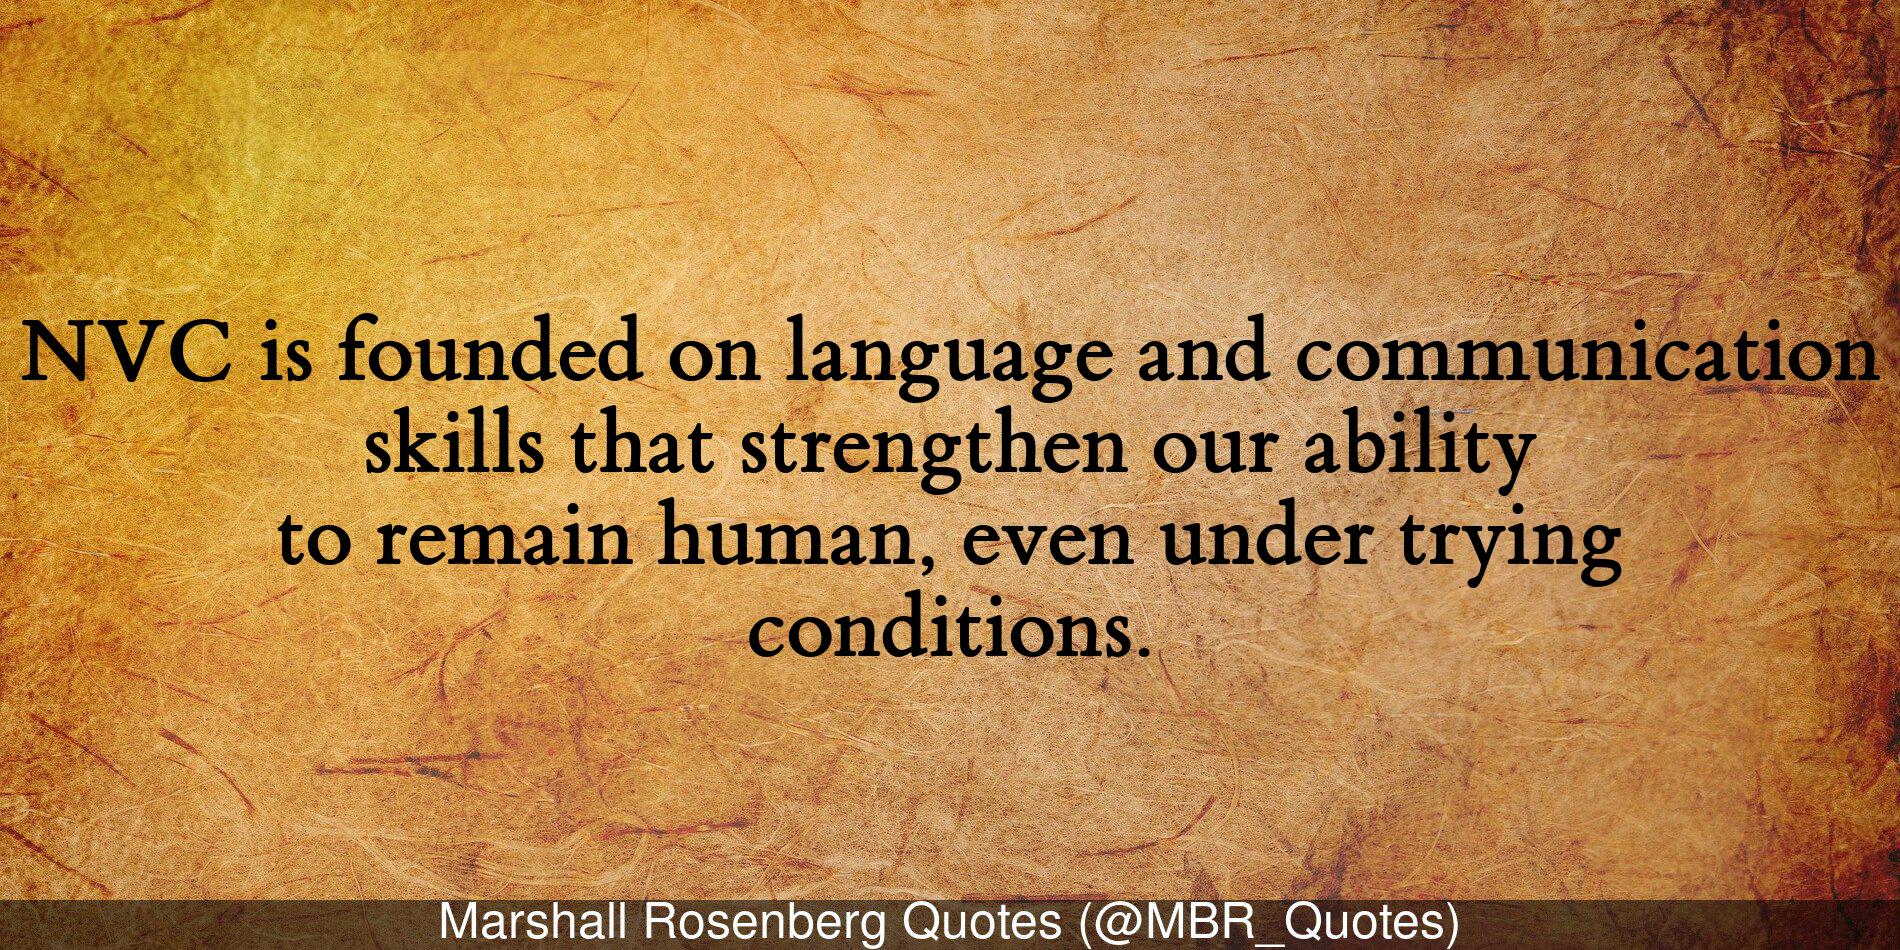 NVC is founded on language and communication
skills that strengthen our ability
to remain human, even under trying
conditions.
Marshall Rosenberg Quotes (@MBR_Quotes)